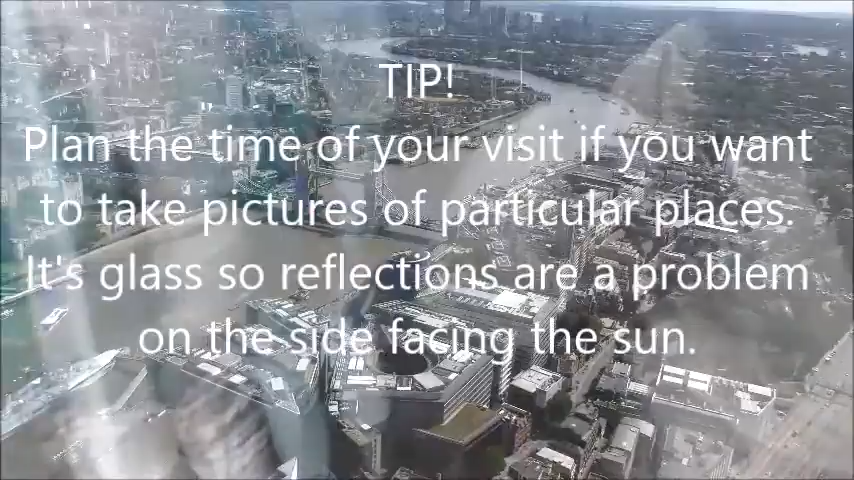 TIP!
Plan the time of your visit if you want
to take pictures of particular places.
It's glass so reflections are a problem
on the side facing the sun.